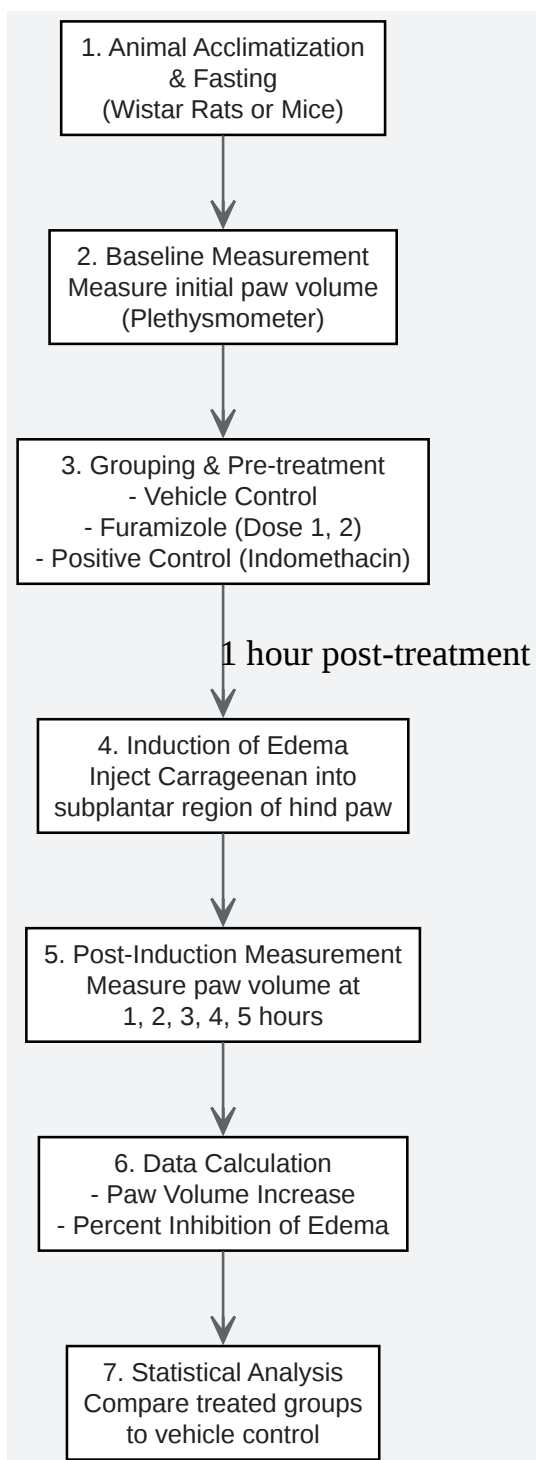 1. Animal Acclimatization
& Fasting
(Wistar Rats or Mice)
2. Baseline Measurement
Measure initial paw volume
(Plethysmometer)
3. Grouping & Pre-treatment
- Vehicle Control
- Furamizole (Dose 1, 2)
- Positive Control (Indomethacin)
1 hour post-treatment
4. Induction of Edema
Inject Carrageenan into
subplantar region of hind paw
5. Post-Induction Measurement
Measure paw volume at
1, 2, 3, 4, 5 hours
6. Data Calculation
- Paw Volume Increase
- Percent Inhibition of Edema
7. Statistical Analysis
Compare treated groups
to vehicle control